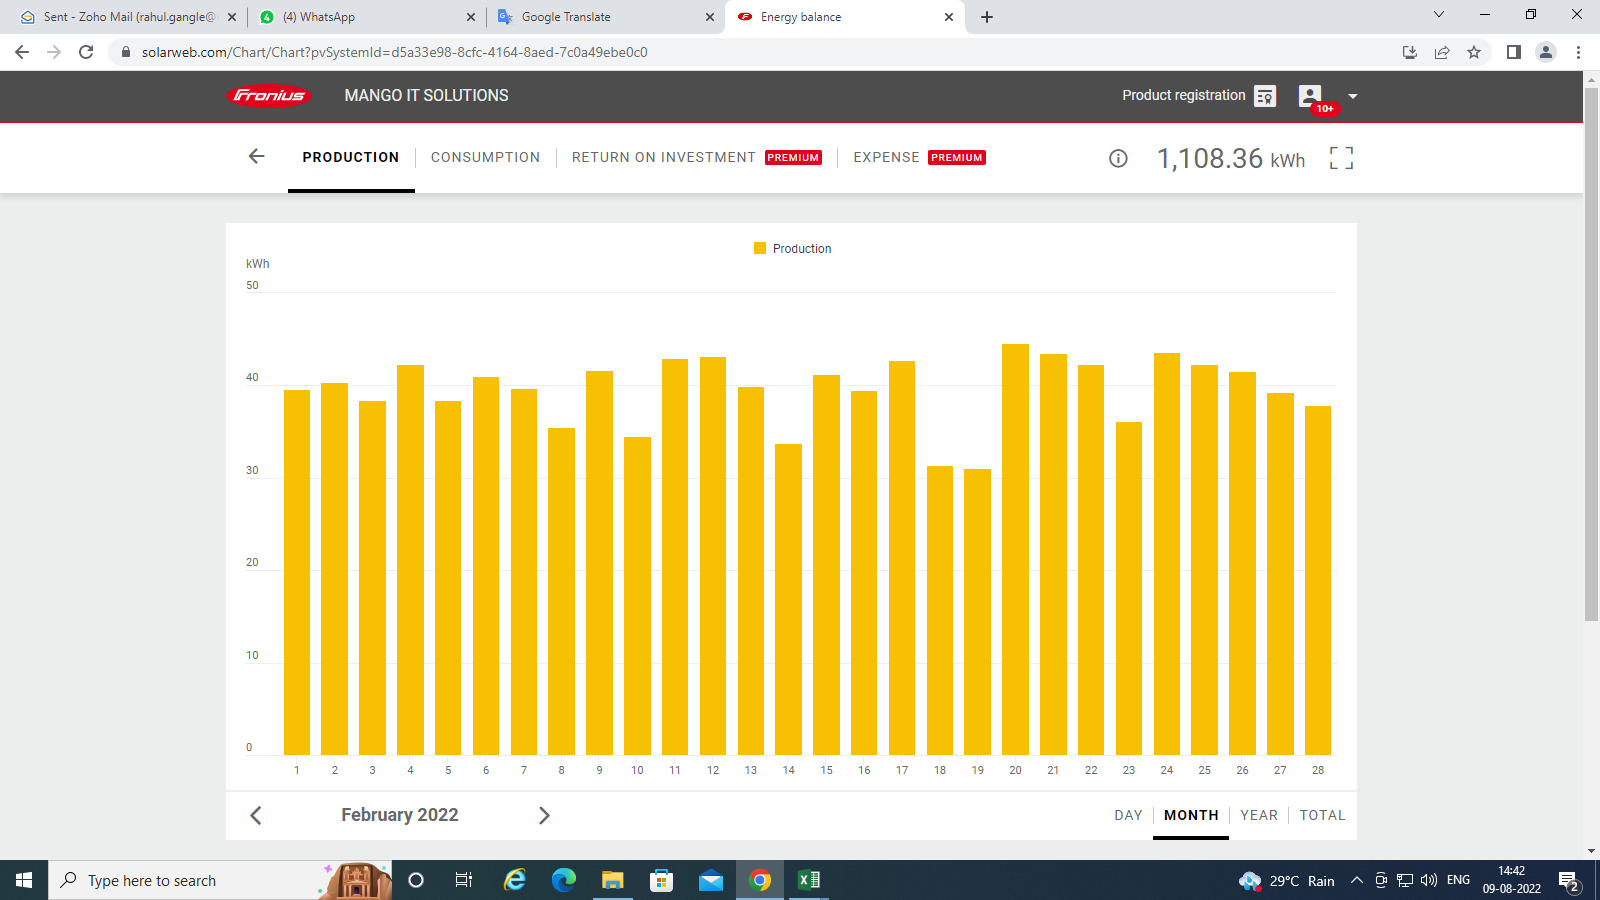 Sent - Zoho Mail (rahul.gangle@
(4) WhatsApp
Google Translate
Energy balance
solarweb.com/Chart/Chart?pvSystemId=d5a33e98-8cfc-4164-8aed-7c0a49ebe0c0
Fronius
MANGO IT SOLUTIONS
Product registration
10+
PRODUCTION
CONSUMPTION
RETURN ON INVESTMENT PREMIUM
EXPENSE PREMIUM
1,108.36 kWh
Production
kWh
50
40
30
20
10
0
1 2 3 4 5 6 7 8 9 10 11 12 13 14 15 16 17 18 19 20 21 22 23 24 25 26 27 28
February 2022
DAY MONTH YEAR TOTAL
Type here to search
29°C Rain
ENG
14:42
09-08-2022
2